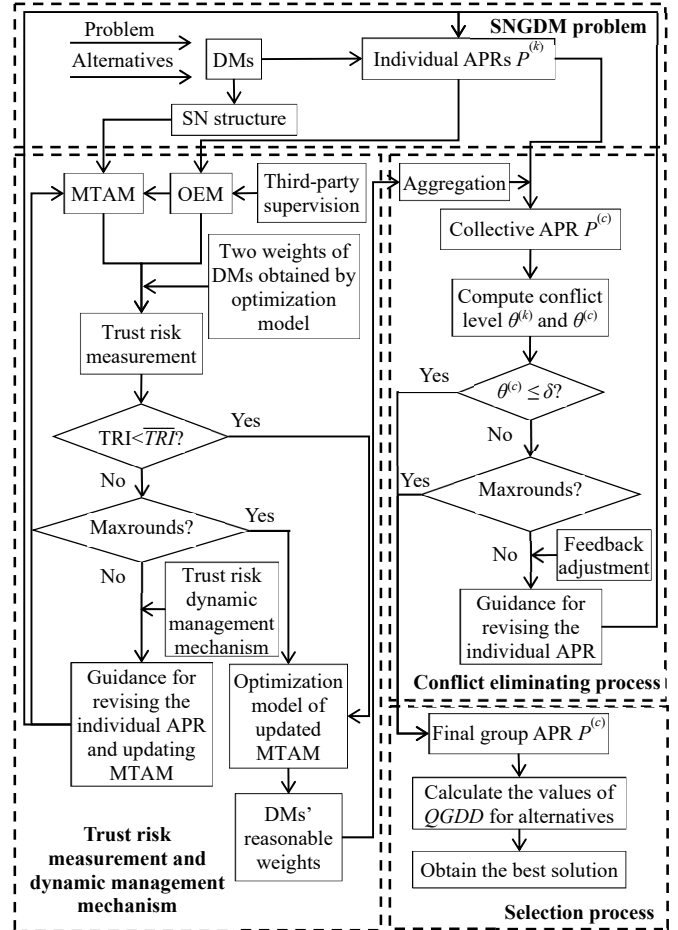 SNGDM problem
Problem
Alternatives
DMs
Individual APRs P^(k)
SN structure
MTAM
OEM
Third-party
supervision
Two weights of
DMs obtained by
optimization
model
Trust risk
measurement
TRI<\overline{TRI}?
Yes
No
Maxrounds?
Yes
No
Trust risk
dynamic
management
mechanism
Guidance for
revising the
individual APR
and updating
MTAM
Optimization
model of
updated
MTAM
DMs’
reasonable
weights
Trust risk
measurement and
dynamic management
mechanism
Aggregation
Collective APR P^(c)
Compute conflict
level θ^(k) and θ^(c)
Yes
θ^(c) ≤ δ?
No
Yes
Maxrounds?
No
Feedback
adjustment
Guidance for
revising the
individual APR
Conflict eliminating process
Final group APR P^(c)
Calculate the values of
QGDD for alternatives
Obtain the best solution
Selection process